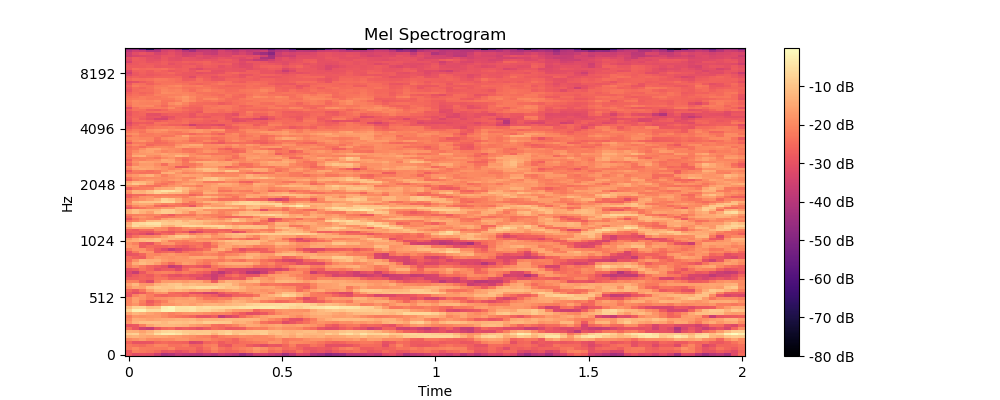 Mel Spectrogram
Hz
8192
4096
2048
1024
512
0
0
0.5
1
1.5
2
Time
-10 dB
-20 dB
-30 dB
-40 dB
-50 dB
-60 dB
-70 dB
-80 dB